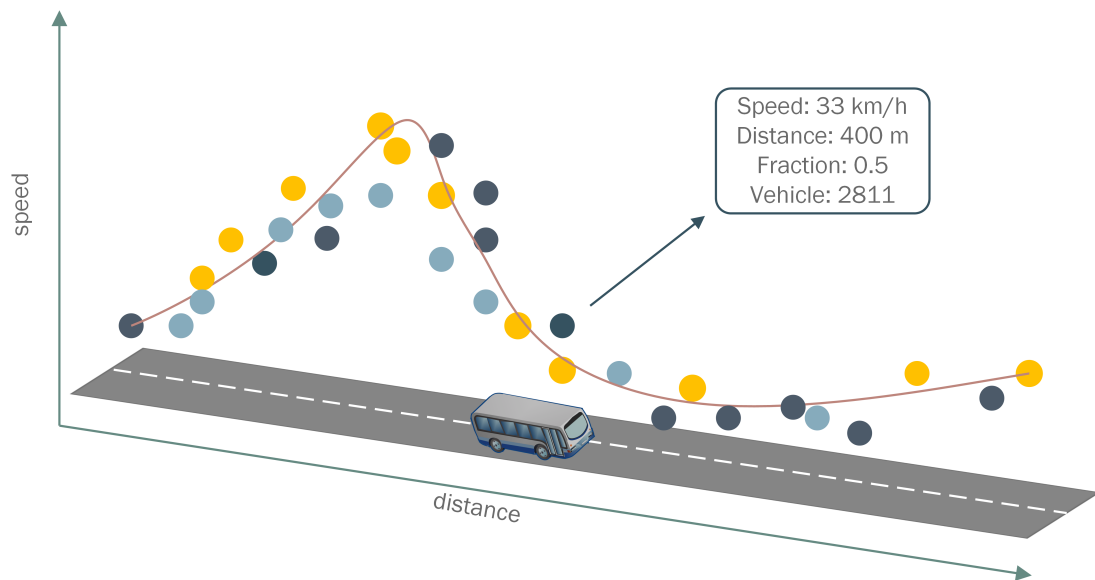 speed
Speed: 33 km/h
Distance: 400 m
Fraction: 0.5
Vehicle: 2811
distance